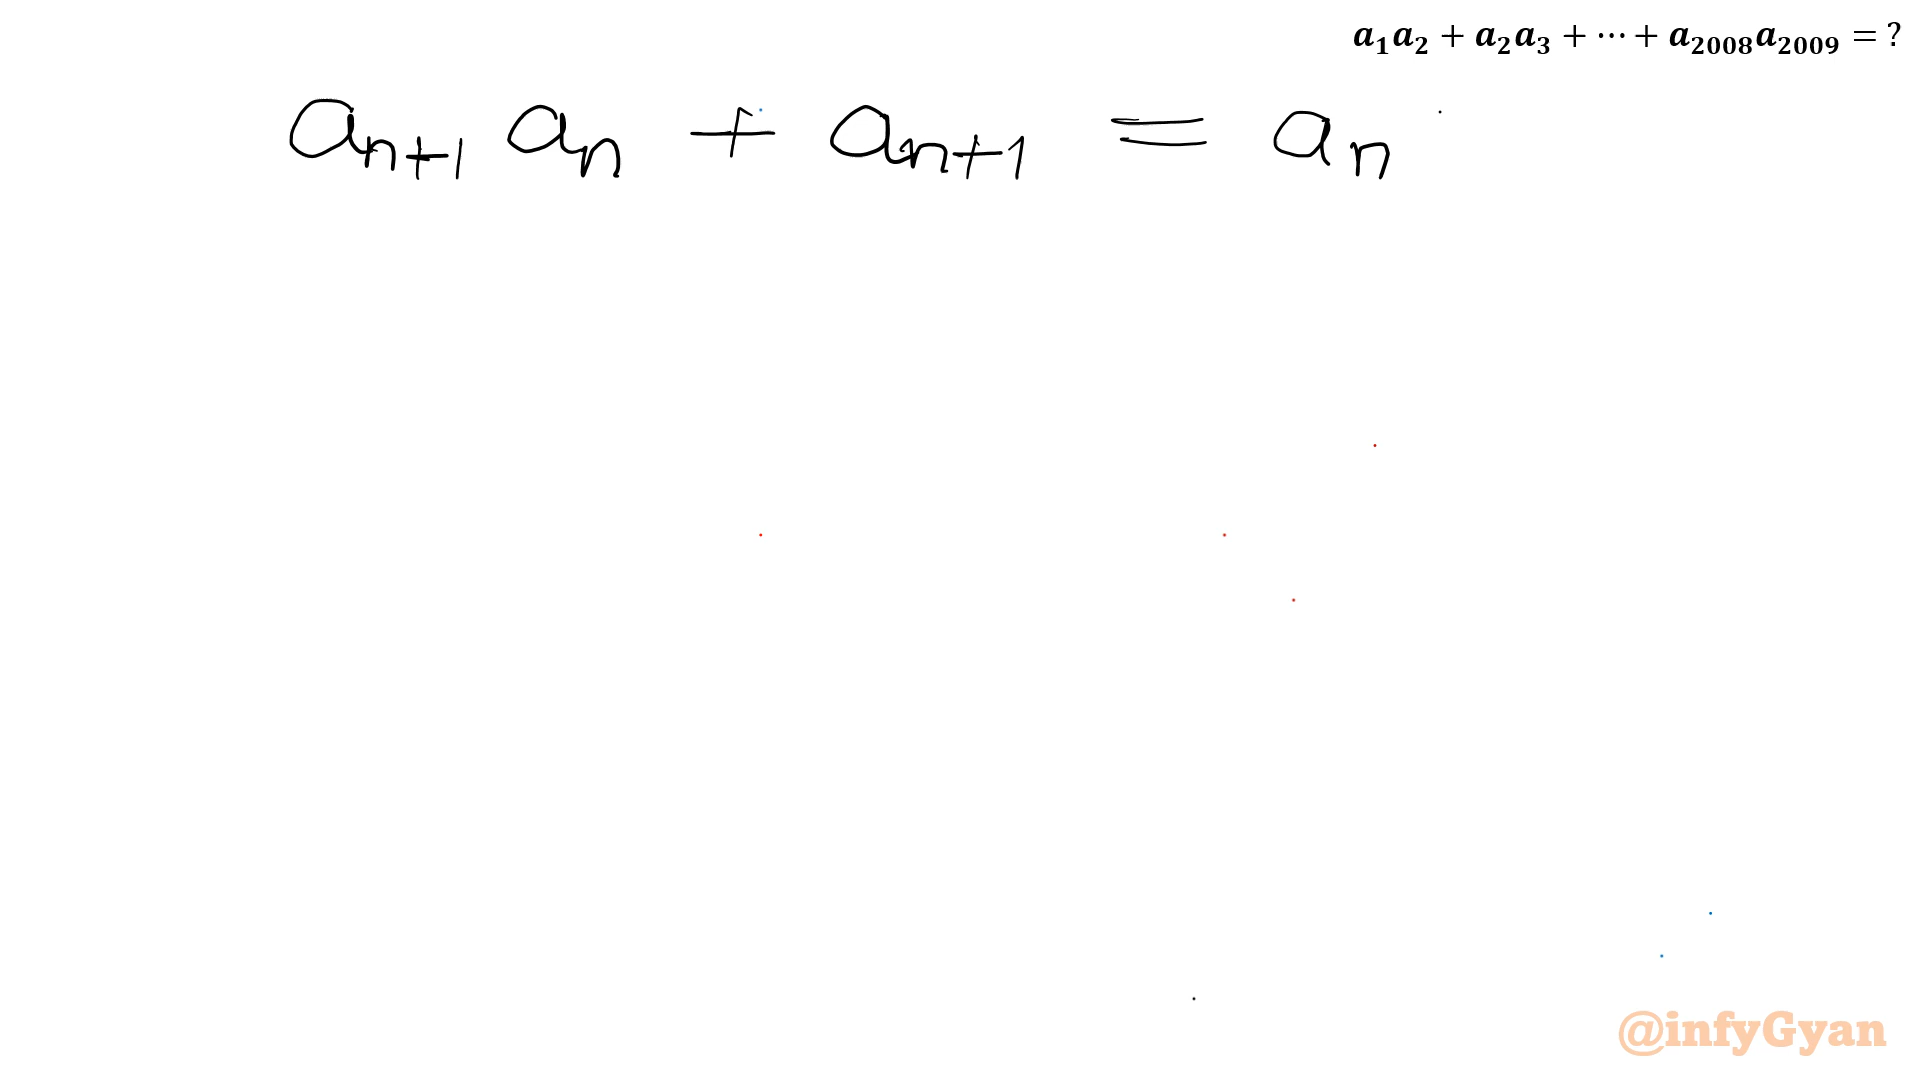 a₁a₂ + a₂a₃ + ⋯ + a₂₀₀₈a₂₀₀₉ = ?
aₙ₊₁ aₙ + aₙ₊₁ = aₙ
@infyGyan